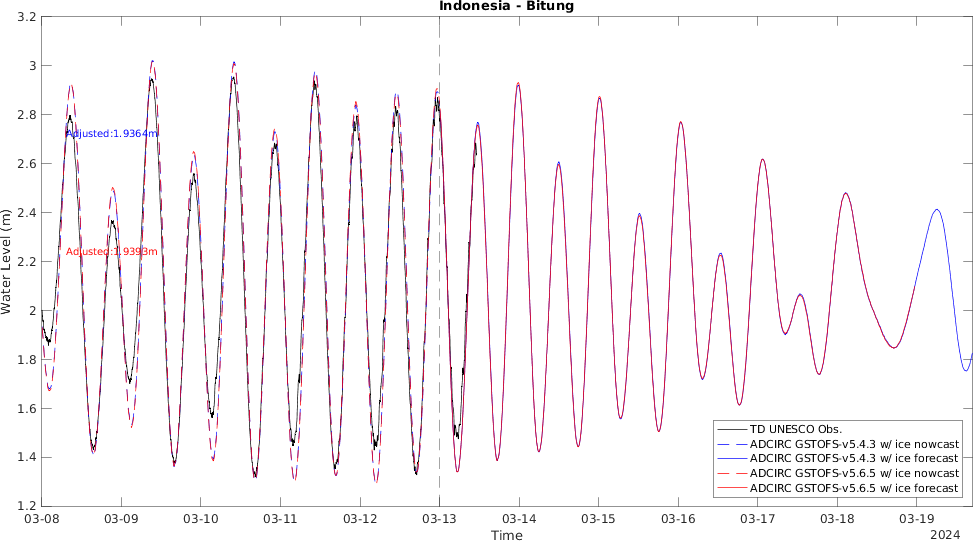 Indonesia - Bitung
Water Level (m)
3.2
3
2.8
2.6
2.4
2.2
2
1.8
1.6
1.4
1.2
Adjusted:1.9364m
Adjusted:1.9393m
TD UNESCO Obs.
ADCIRC GSTOFS-v5.4.3 w/ ice nowcast
ADCIRC GSTOFS-v5.4.3 w/ ice forecast
ADCIRC GSTOFS-v5.6.5 w/ ice nowcast
ADCIRC GSTOFS-v5.6.5 w/ ice forecast
03-08 03-09 03-10 03-11 03-12 03-13 03-14 03-15 03-16 03-17 03-18 03-19
Time
2024